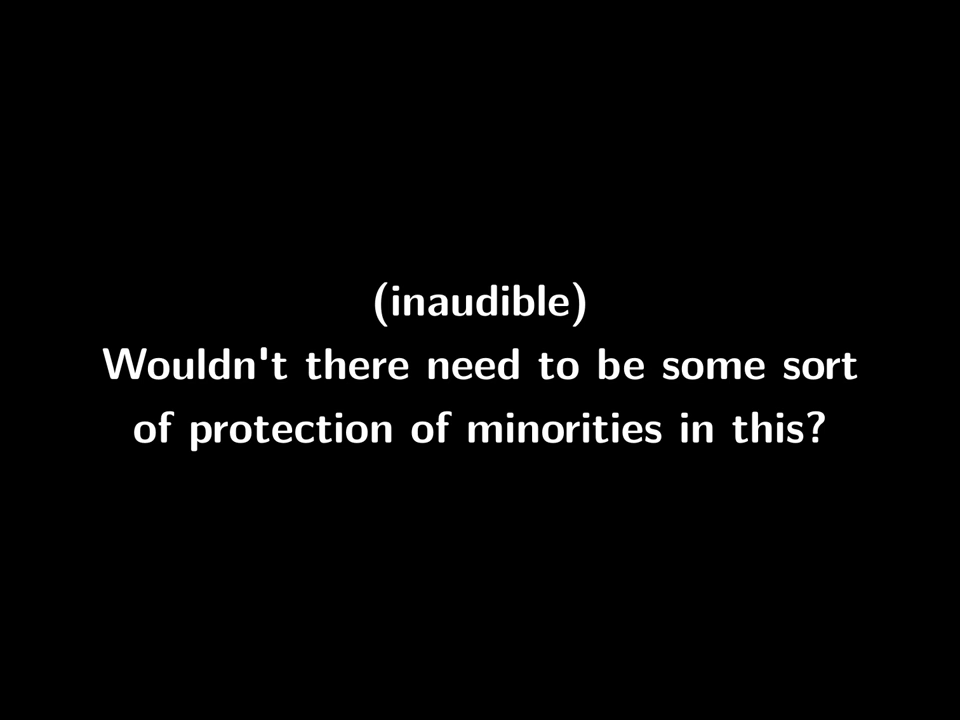 (inaudible)
Wouldn't there need to be some sort
of protection of minorities in this?